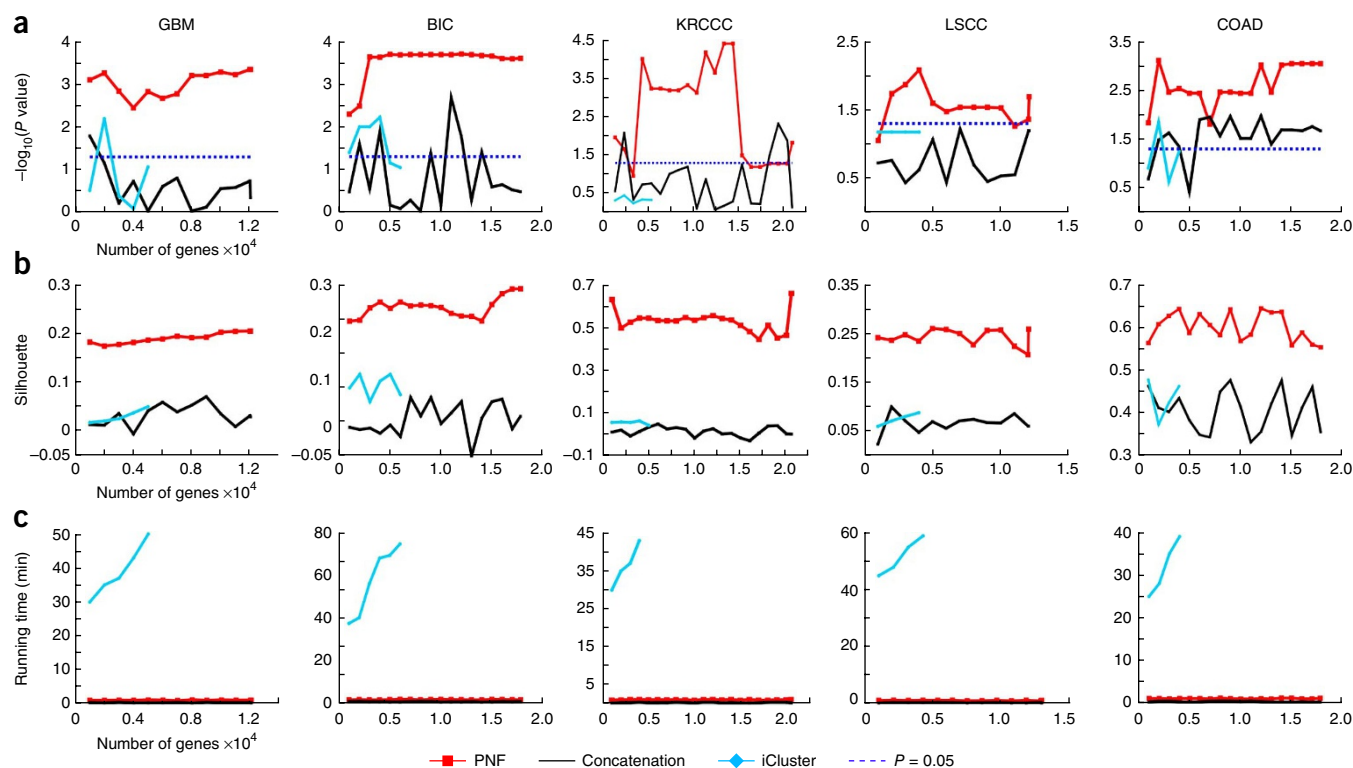 a
GBM
–log10(P value)
4
3
2
1
0
0 0.4 0.8 1.2
Number of genes ×10^4
BIC
4
3
2
1
0
0 0.5 1.0 1.5 2.0
KRCCC
4.5
3.5
2.5
1.5
0.5
0 0.5 1.0 1.5 2.0
LSCC
2.5
1.5
0.5
0 0.5 1.0 1.5
COAD
3.5
2.5
1.5
0.5
0 0.5 1.0 1.5 2.0
b
Silhouette
0.3
0.2
0.1
0
–0.05
0 0.4 0.8 1.2
Number of genes ×10^4
0.3
0.2
0.1
0
–0.05
0 0.5 1.0 1.5 2.0
0.7
0.5
0.3
0.1
–0.1
0 0.5 1.0 1.5 2.0
0.35
0.25
0.15
0.05
0 0.5 1.0 1.5
0.7
0.6
0.5
0.4
0.3
0 0.5 1.0 1.5 2.0
c
Running time (min)
50
40
30
20
10
0
0 0.4 0.8 1.2
Number of genes ×10^4
80
60
40
20
0
0 0.5 1.0 1.5 2.0
45
35
25
15
5
0 0.5 1.0 1.5 2.0
60
40
20
0
0 0.5 1.0 1.5
40
30
20
10
0
0 0.5 1.0 1.5 2.0
PNF Concatenation iCluster P = 0.05